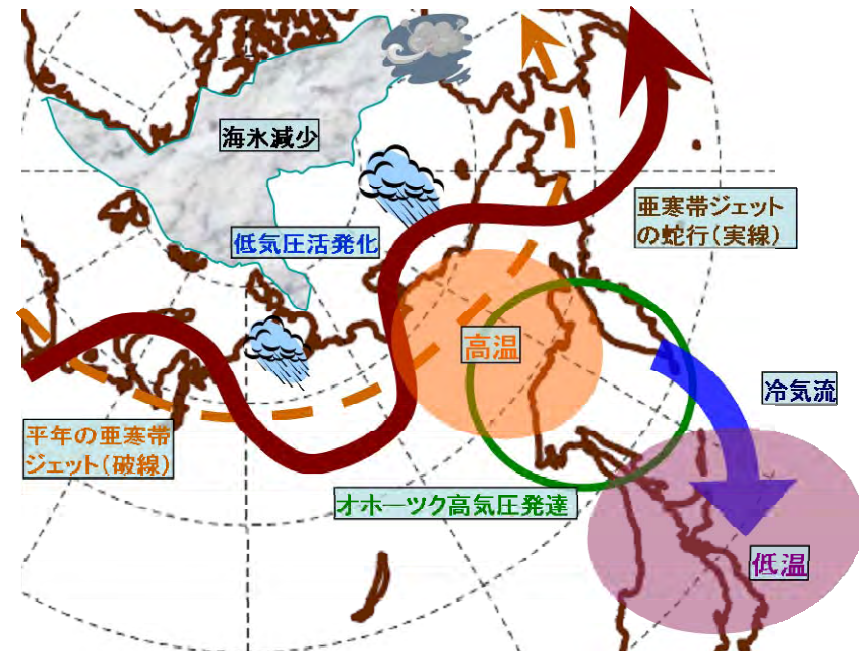 海氷減少
低気圧活発化
亜寒帯ジェット
の蛇行(実線)
高温
冷気流
平年の亜寒帯
ジェット(破線)
オホーツク高気圧発達
低温